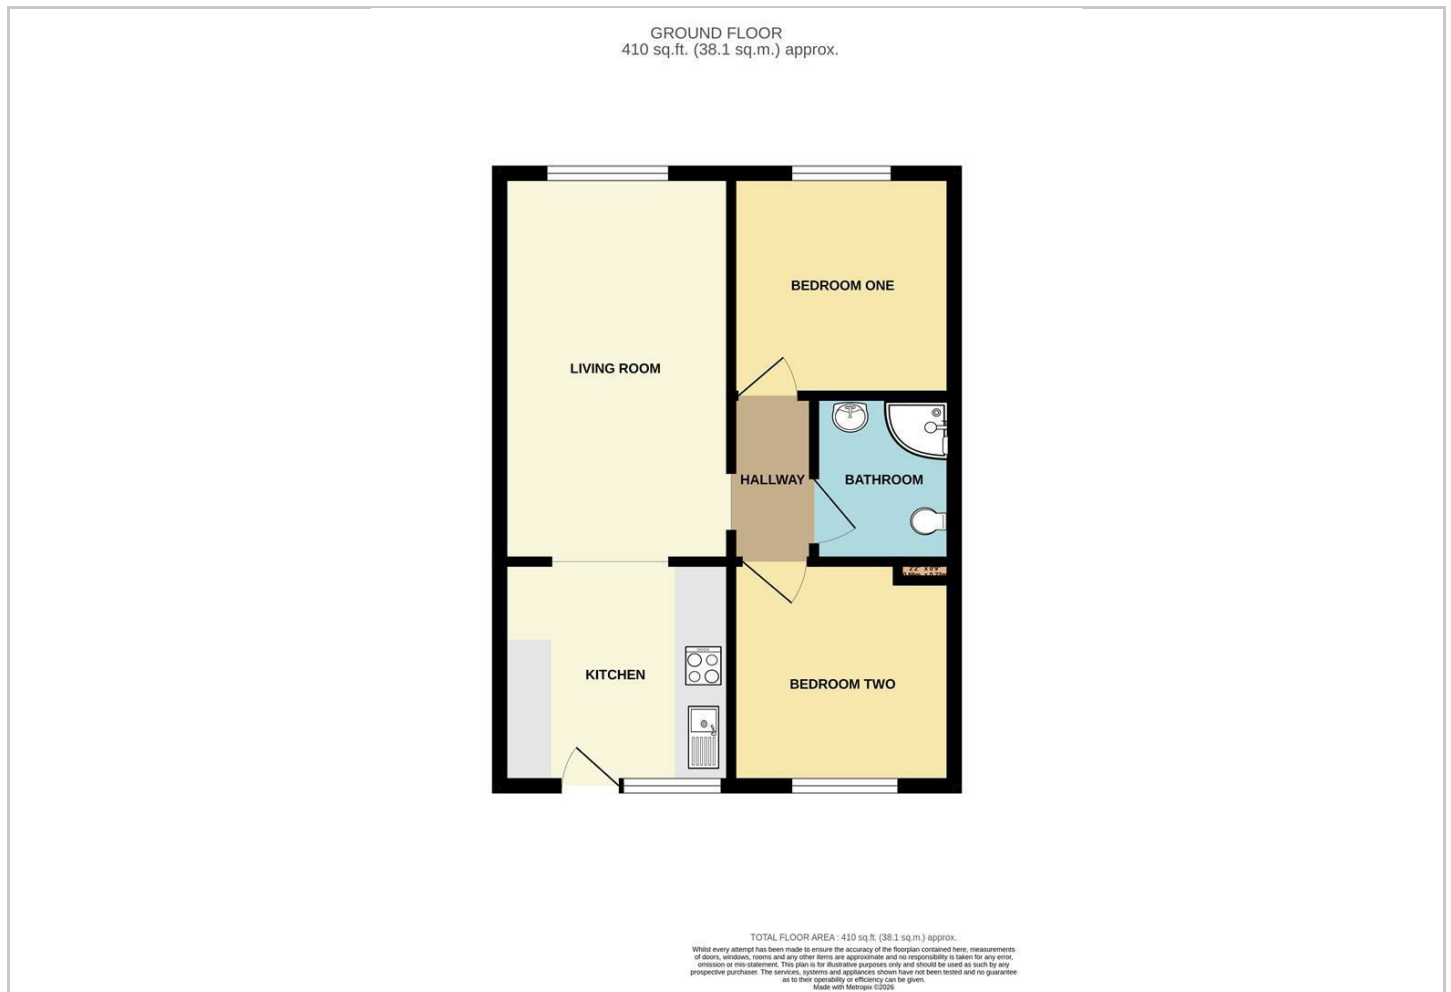 GROUND FLOOR
410 sq.ft. (38.1 sq.m.) approx.
BEDROOM ONE
LIVING ROOM
HALLWAY
BATHROOM
KITCHEN
BEDROOM TWO
TOTAL FLOOR AREA : 410 sq.ft. (38.1 sq.m.) approx.
Whilst every attempt has been made to ensure the accuracy of the floorplan contained here, measurements
of doors, windows, rooms and any other items are approximate and no responsibility is taken for any error,
omission or mis-statement. This plan is for illustrative purposes only and should be used as such by any
prospective purchaser. The services, systems and appliances shown have not been tested and no guarantee
as to their operability or efficiency can be given.
Made with Metropix ©2026